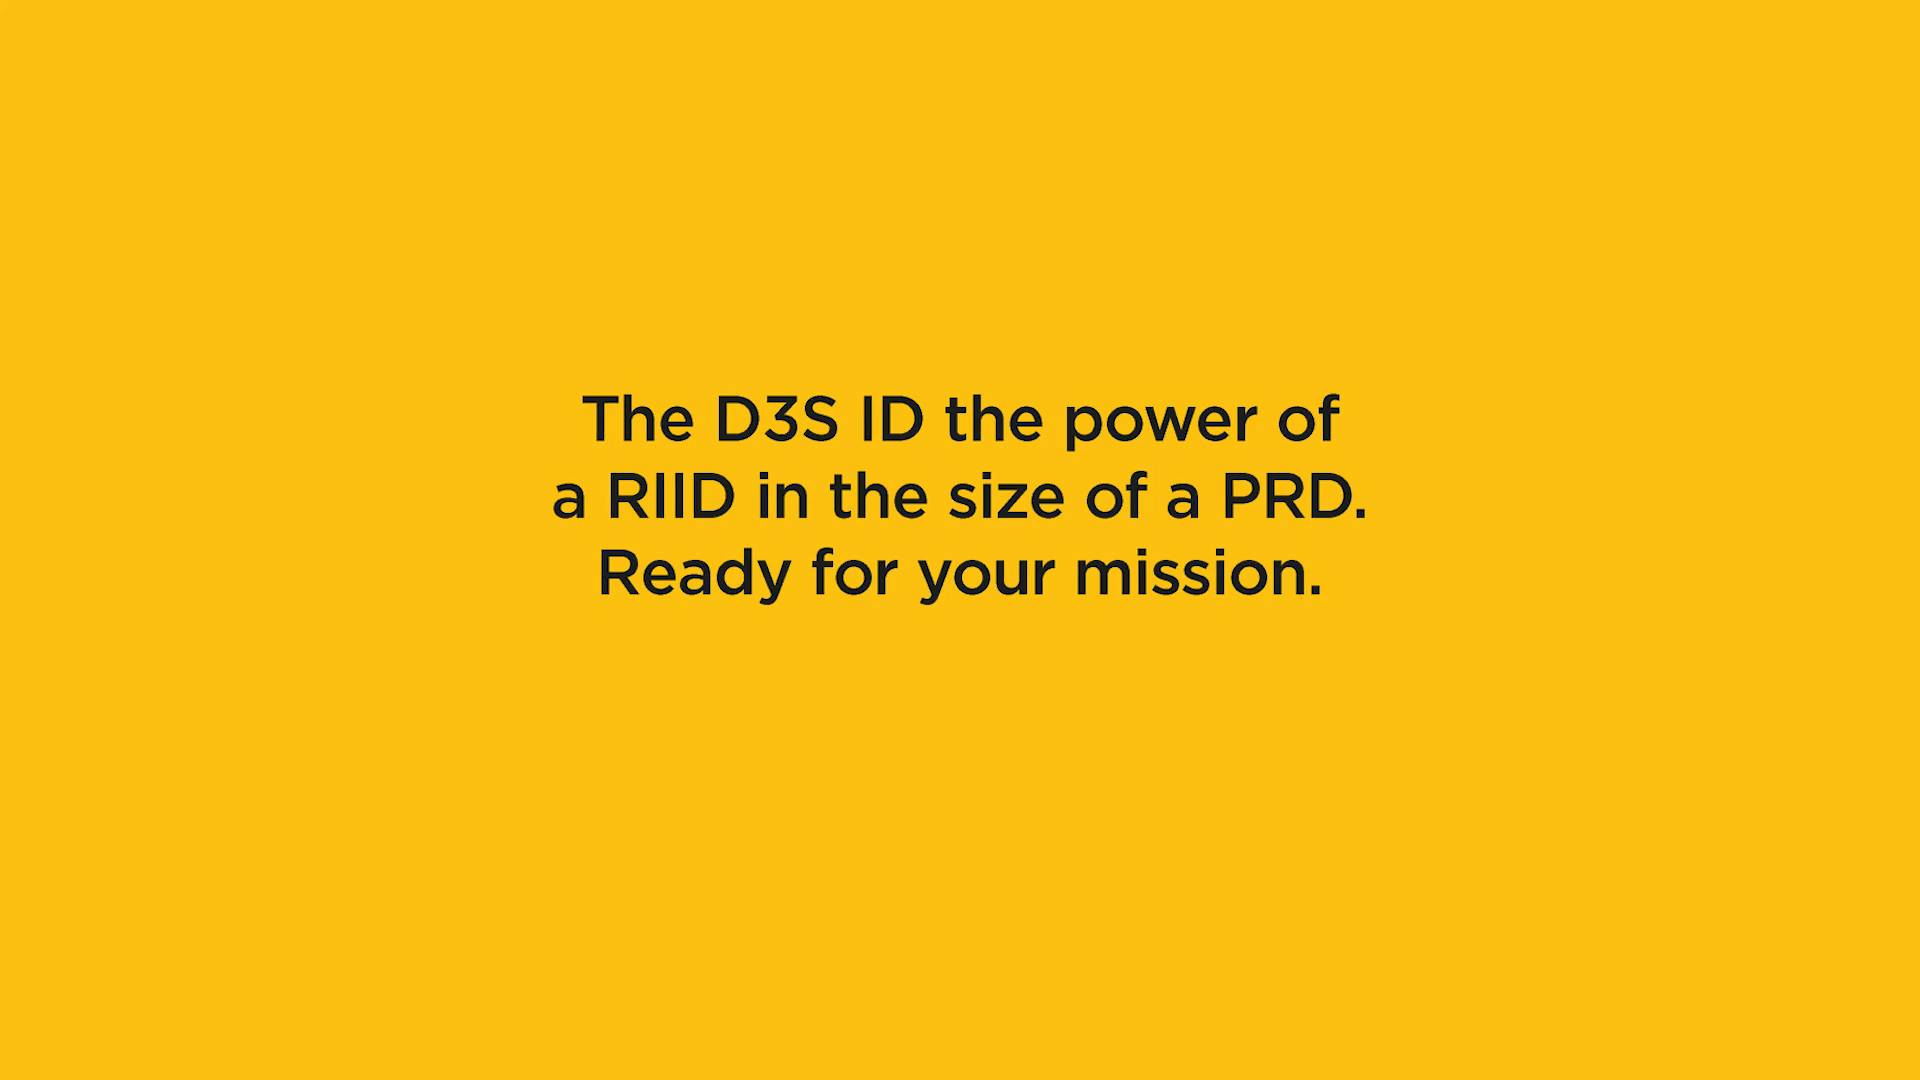 The D3S ID the power of
a RIID in the size of a PRD.
Ready for your mission.